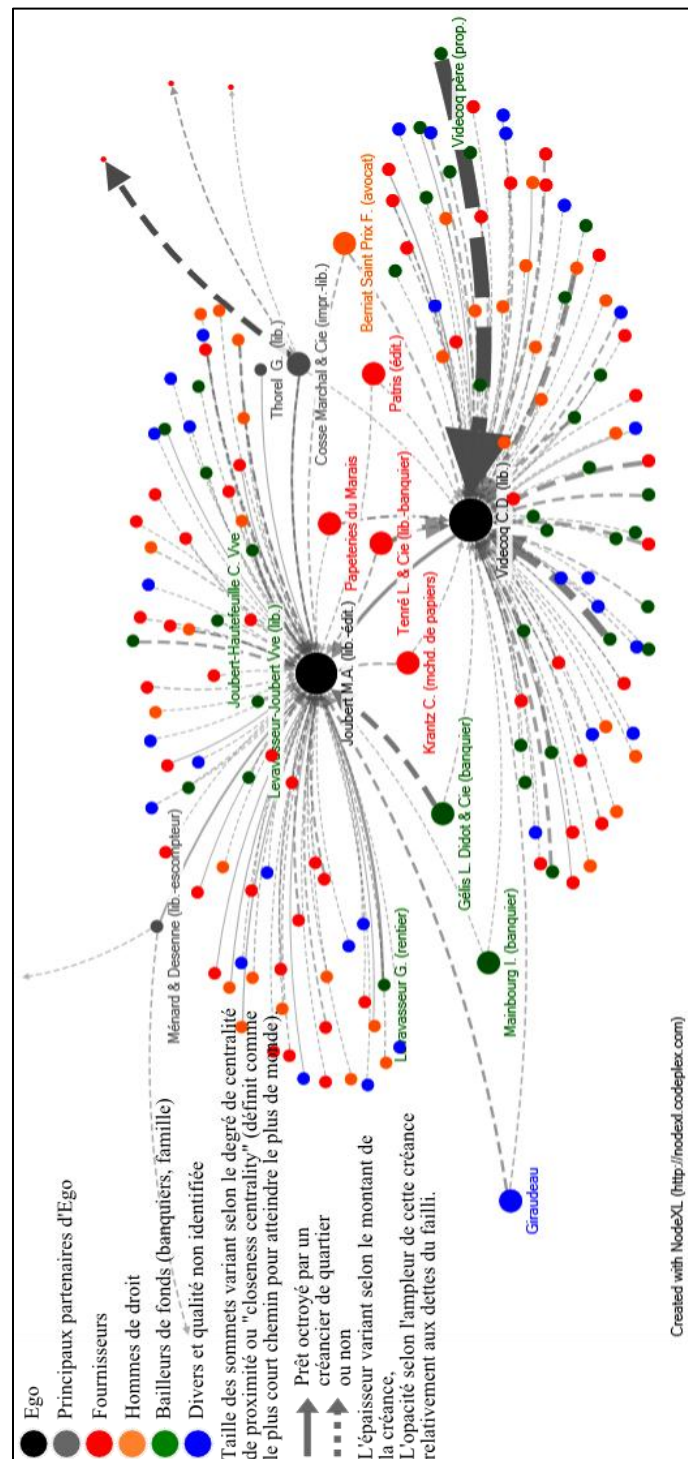 Ego
Principaux partenaires d'Ego
Fournisseurs
Hommes de droit
Bailleurs de fonds (banquiers, famille)
Divers et qualité non identifiée
Taille des sommets variant selon le degré de centralité
de proximité ou "closeness centrality" (définit comme
le plus court chemin pour atteindre le plus de monde)
Prêt octroyé par un
créancier de quartier
ou non
L'épaisseur variant selon le montant de
la créance,
L'opacité selon l'ampleur de cette créance
relativement aux dettes du failli.
Ménard & Desenne (lib.-escompteur)
Joubert-Hautefeuille C. Vve
Levavasseur-Joubert Vve (lib.)
Thorel G. (lib.)
Joubert M.A. (lib.-édit.)
Cosse Marchal & Cie (impr.-lib.)
Bernat Saint Prix F. (avocat)
Papeteries du Marais
Patris (édit.)
Levavasseur G. (rentier)
Tenré L. & Cie (lib.-banquier)
Krantz C. (mchd. de papiers)
Gélis L. Didot & Cie (banquier)
Videcoq père (prop.)
Videcoq C.D. (lib.)
Mainbourg I. (banquier)
Giraudeau
Created with NodeXL (http://nodexl.codeplex.com)